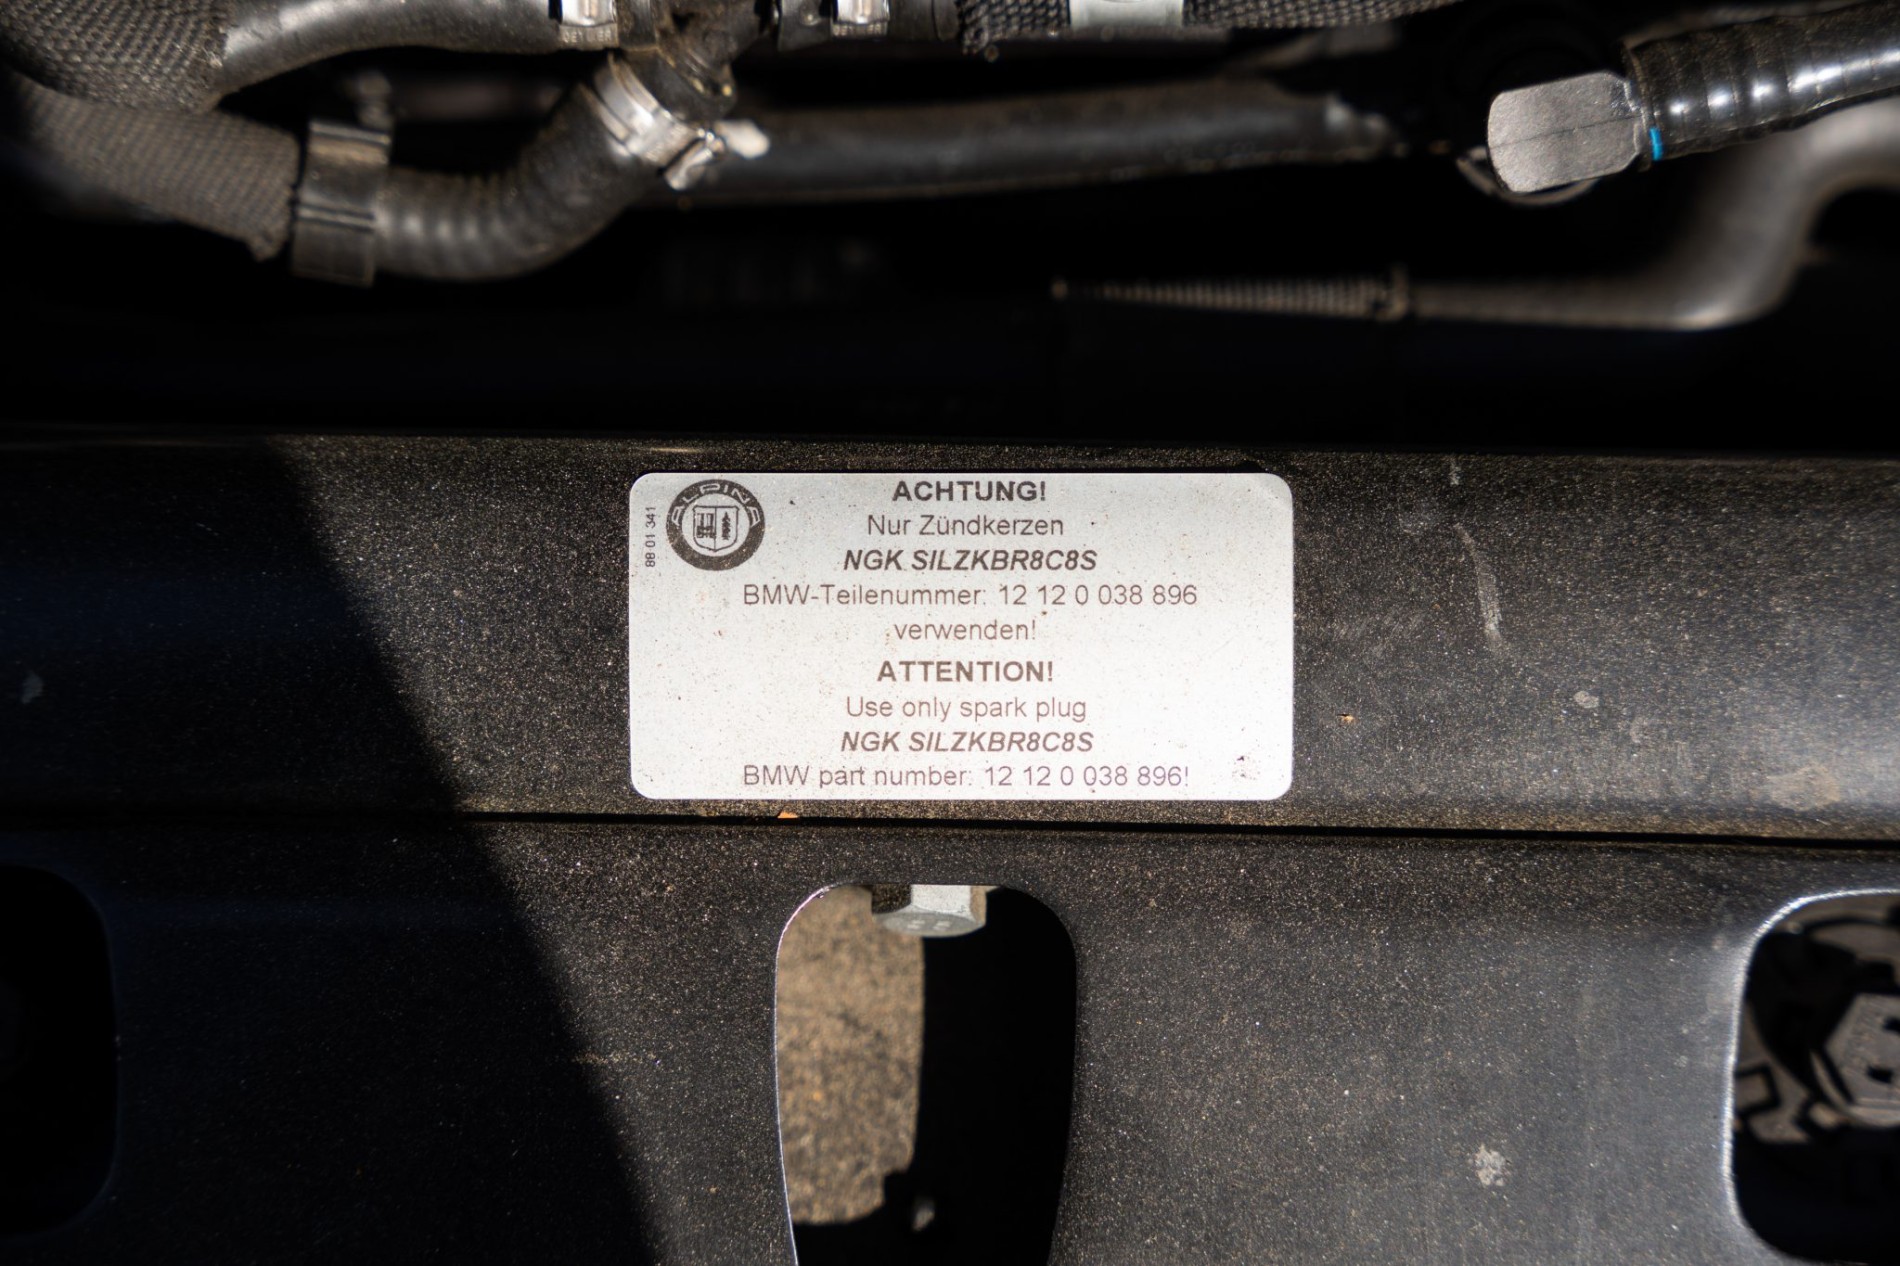 ALPINA
88 01 341
ACHTUNG!
Nur Zündkerzen
NGK SILZKBR8C8S
BMW-Teilenummer: 12 12 0 038 896
verwenden!
ATTENTION!
Use only spark plug
NGK SILZKBR8C8S
BMW part number: 12 12 0 038 896!